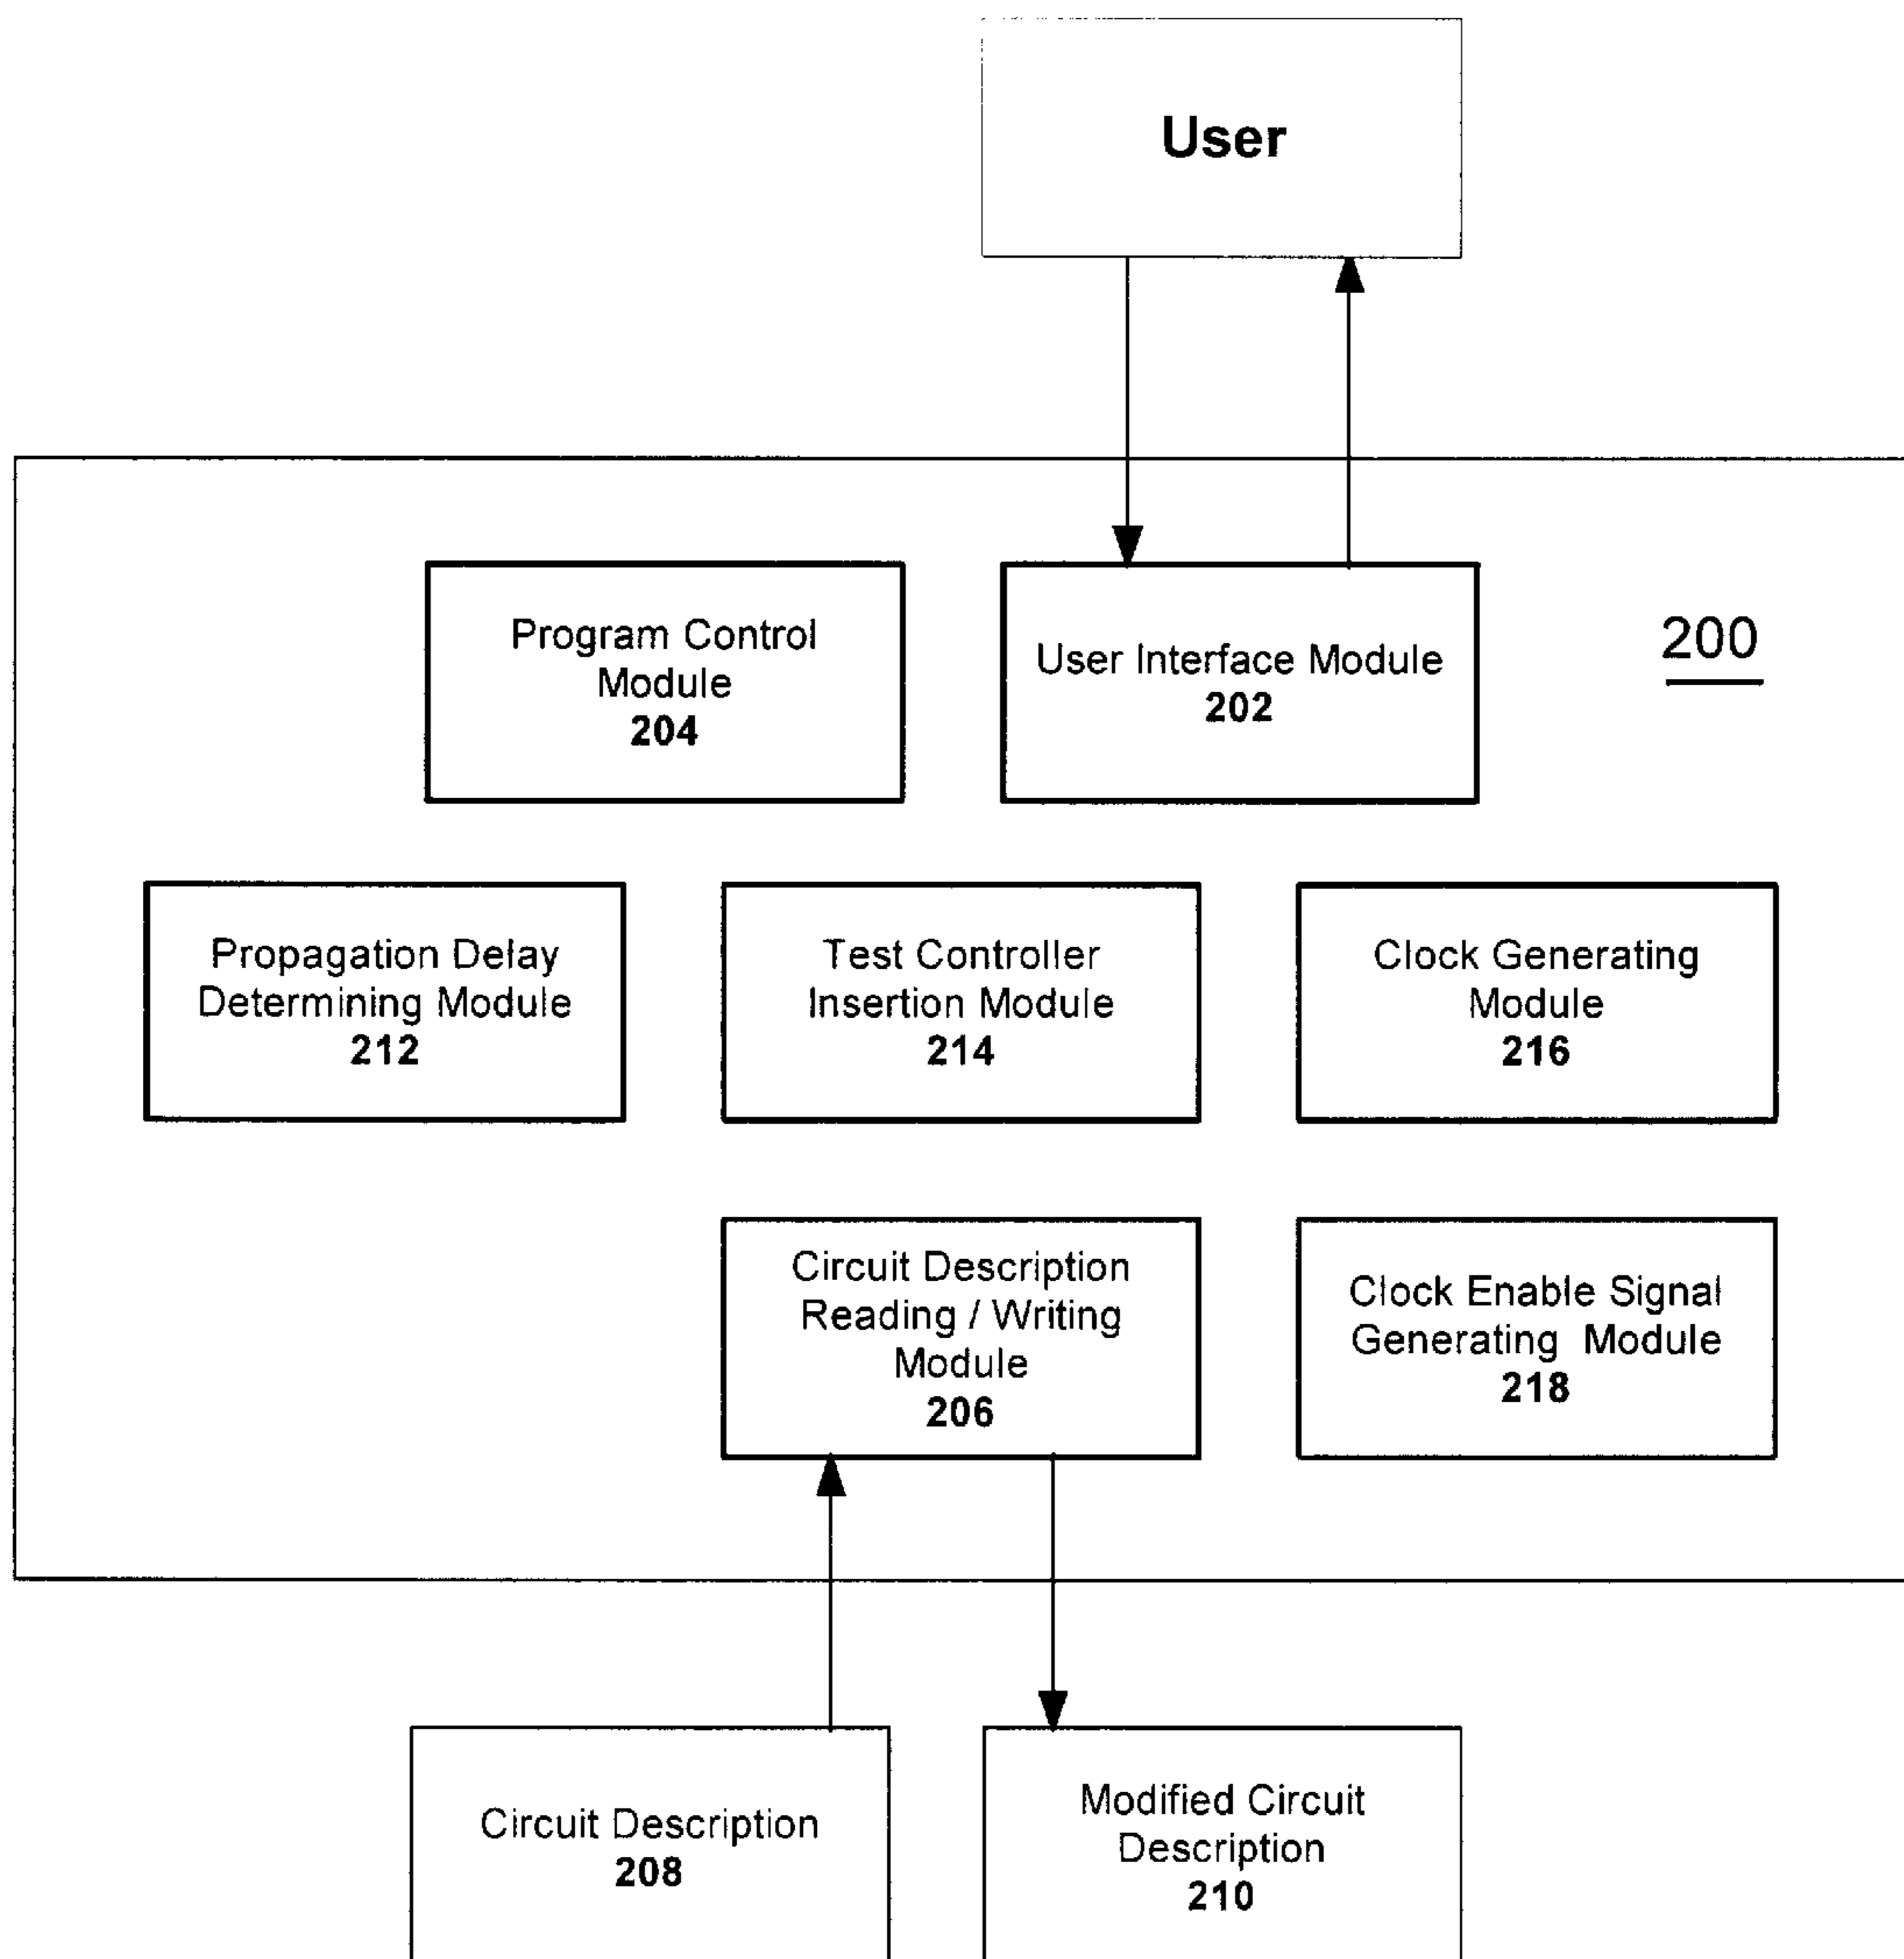 User
Program Control
Module
204
User Interface Module
202
200
Propagation Delay
Determining Module
212
Test Controller
Insertion Module
214
Clock Generating
Module
216
Circuit Description
Reading / Writing
Module
206
Clock Enable Signal
Generating Module
218
Circuit Description
208
Modified Circuit
Description
210